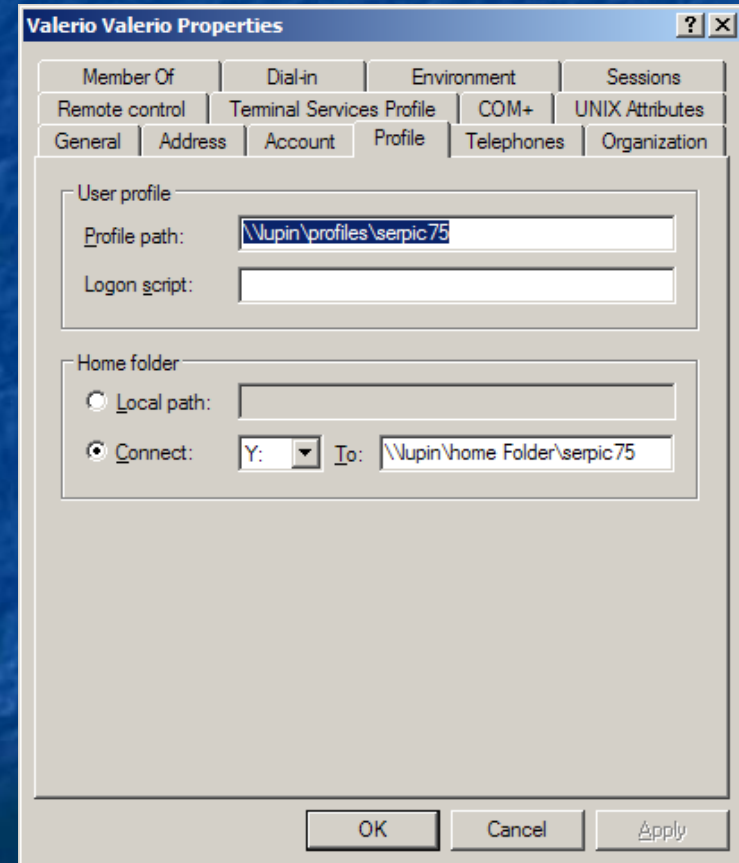 Valerio Valerio Properties
Member Of Dial-in Environment Sessions
Remote control Terminal Services Profile COM+ UNIX Attributes
General Address Account Profile Telephones Organization
User profile
Profile path: \\lupin\profiles\serpic75
Logon script:
Home folder
Local path:
Connect: Y: To: \\lupin\home Folder\serpic75
OK Cancel Apply